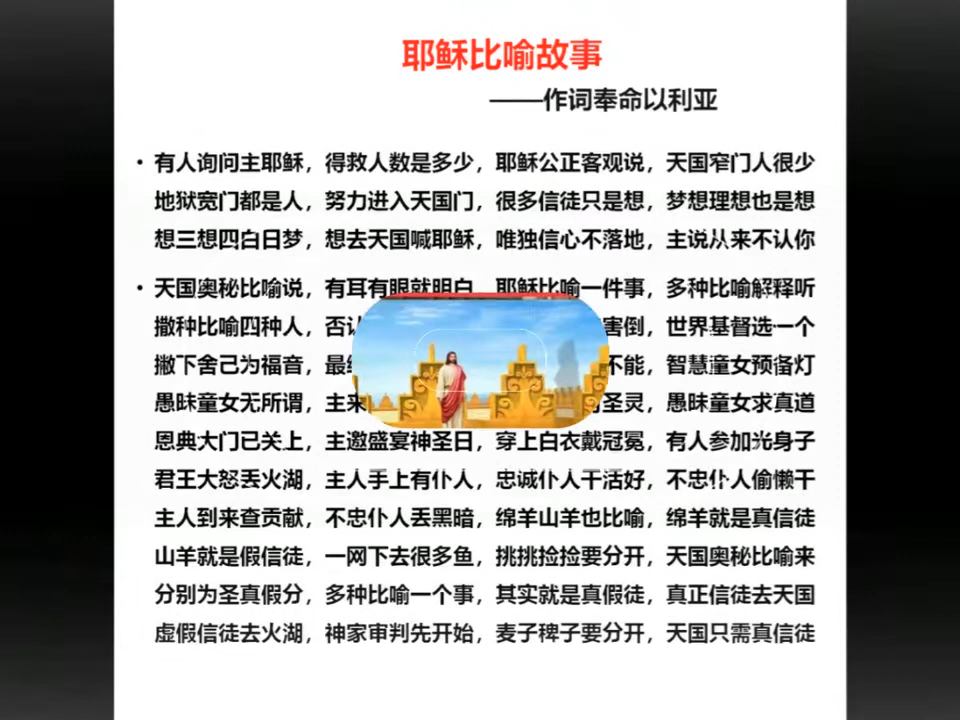 耶稣比喻故事
——作词奉命以利亚
• 有人询问主耶稣，得救人数是多少，耶稣公正客观说，天国窄门人很少
地狱宽门都是人，努力进入天国门，很多信徒只是想，梦想理想也是想
想三想四白日梦，想去天国喊耶稣，唯独信心不落地，主说从来不认你
• 天国奥秘比喻说，有耳有眼就明白，耶稣比喻一件事，多种比喻解释听
撒种比喻四种人，否认 害倒，世界基督选一个
撇下舍己为福音，最 不能，智慧童女预备灯
愚昧童女无所谓，主来 圣灵，愚昧童女求真道
恩典大门已关上，主邀盛宴神圣日，穿上白衣戴冠冕，有人参加光身子
君王大怒丢火湖，主人手上有仆人，忠诚仆人干活好，不忠仆人偷懒干
主人到来查贡献，不忠仆人丢黑暗，绵羊山羊也比喻，绵羊就是真信徒
山羊就是假信徒，一网下去很多鱼，挑挑捡捡要分开，天国奥秘比喻来
分别为圣真假分，多种比喻一个事，其实就是真假徒，真正信徒去天国
虚假信徒去火湖，神家审判先开始，麦子稗子要分开，天国只需真信徒